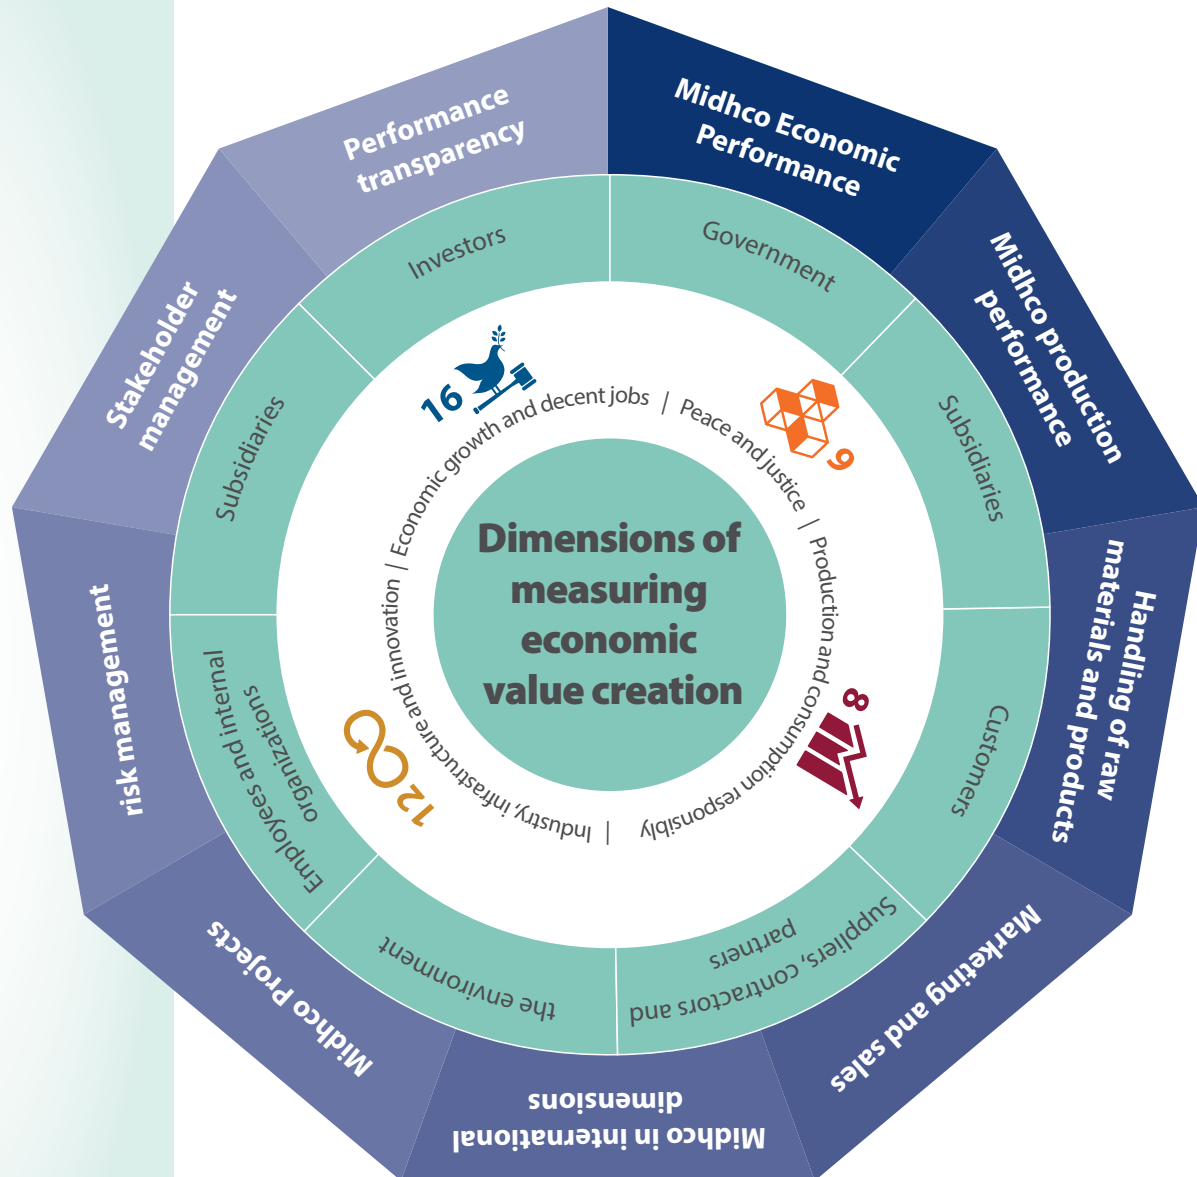 Midhco Economic
Performance
Midhco production
performance
Handling of raw
materials and products
Marketing and sales
Midhco in international
dimensions
Midhco Projects
risk management
Stakeholder
management
Performance
transparency
Government
Subsidiaries
Customers
Suppliers, contractors and
partners
the environment
Employees and internal
organizations
Subsidiaries
Investors
16
9
8
12
Economic growth and decent jobs | Peace and justice | Production and consumption responsibly | Industry, infrastructure and innovation |
Dimensions of
measuring
economic
value creation